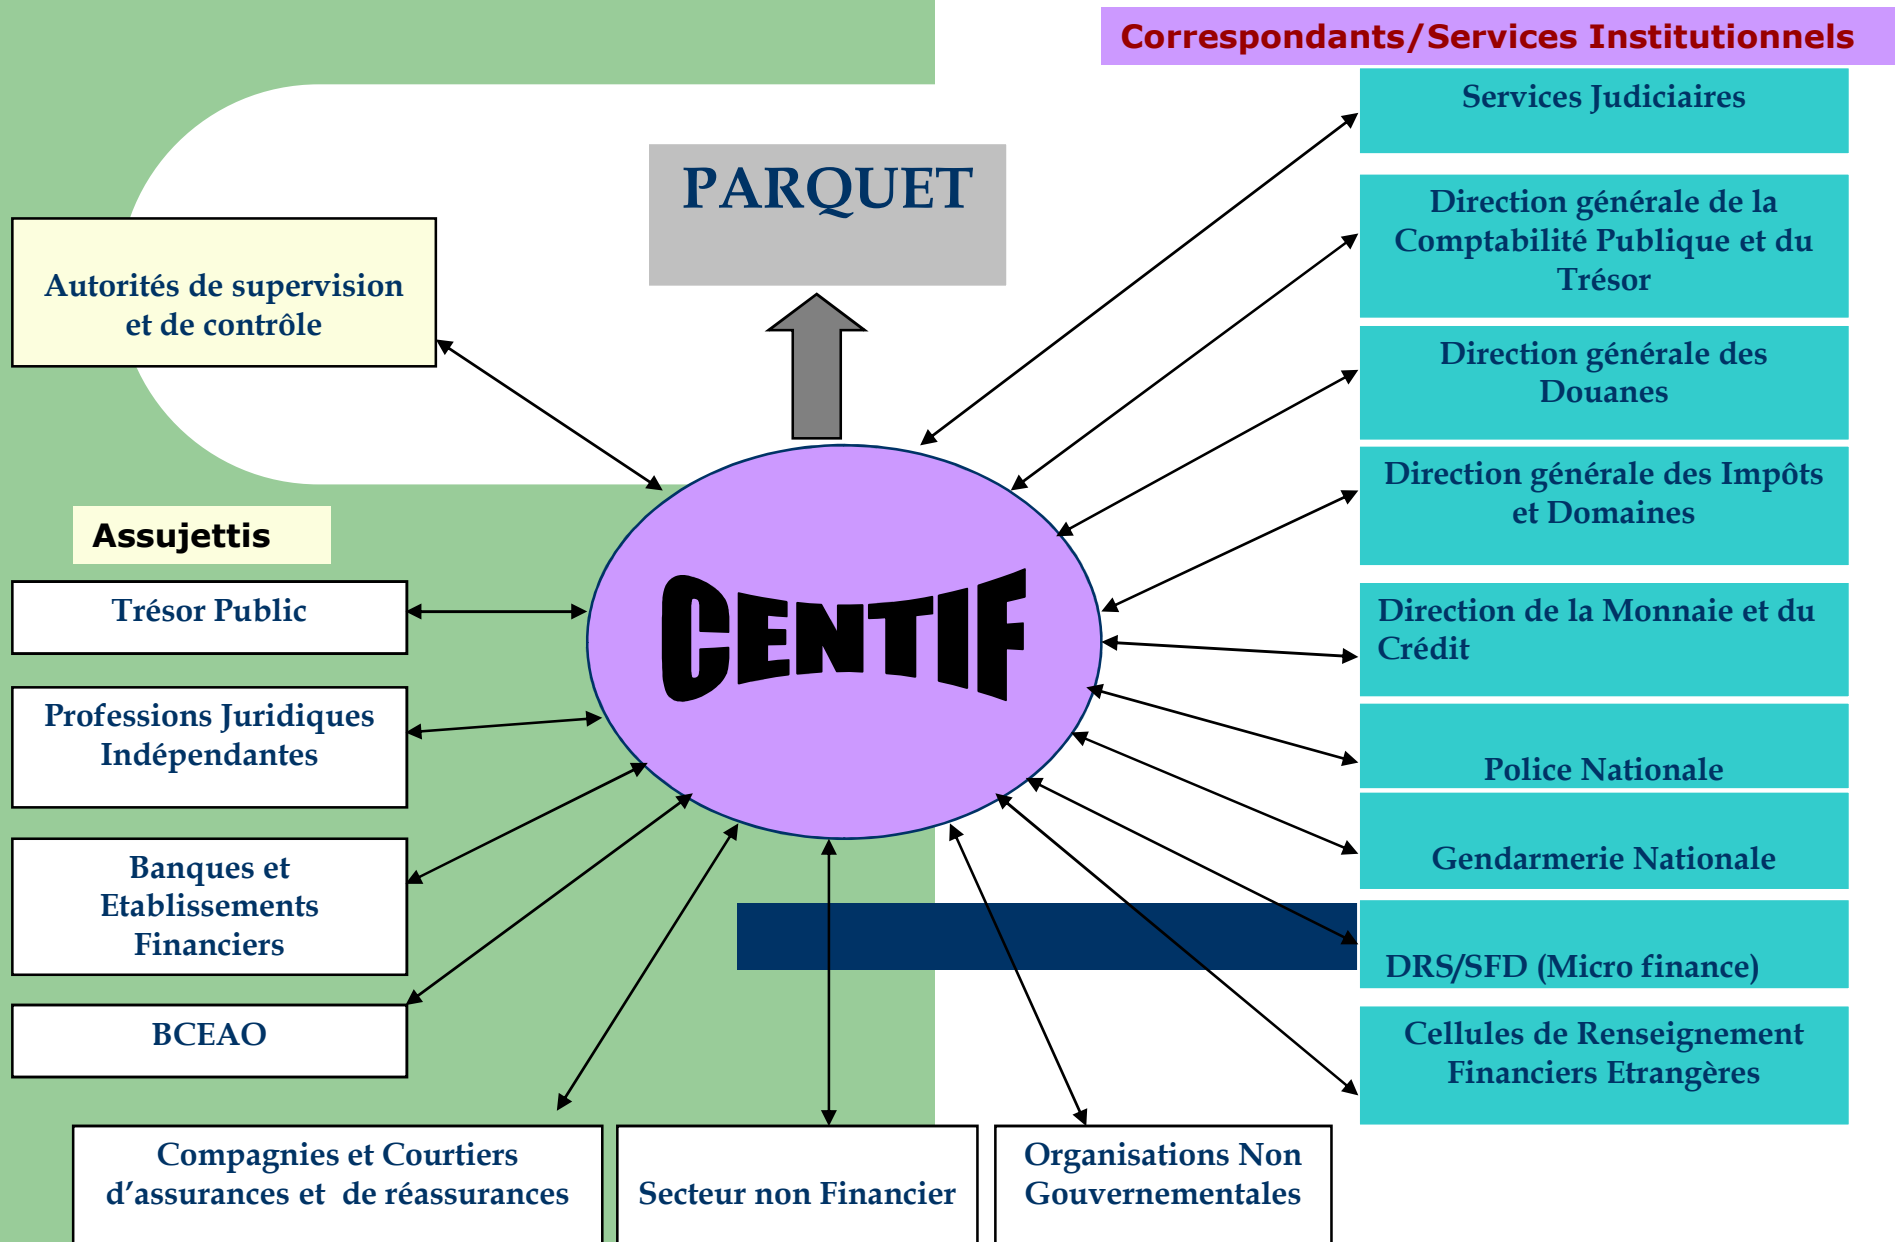 Correspondants/Services Institutionnels
Services Judiciaires
PARQUET
Direction générale de la
Comptabilité Publique et du
Trésor
Autorités de supervision
et de contrôle
Direction générale des
Douanes
Direction générale des Impôts
et Domaines
Assujettis
CENTIF
Trésor Public
Direction de la Monnaie et du
Crédit
Professions Juridiques
Indépendantes
Police Nationale
Banques et
Etablissements
Financiers
Gendarmerie Nationale
DRS/SFD (Micro finance)
BCEAO
Cellules de Renseignement
Financiers Etrangères
Compagnies et Courtiers
d’assurances et de réassurances
Secteur non Financier
Organisations Non
Gouvernementales